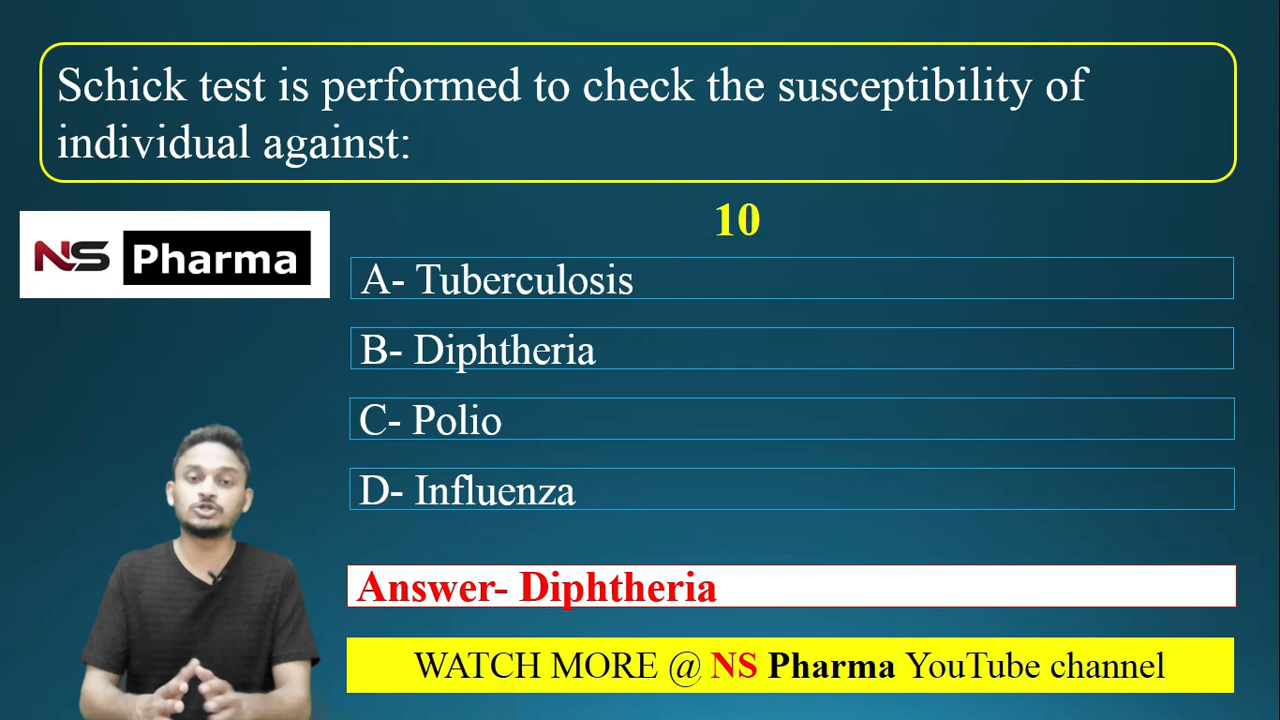 Schick test is performed to check the susceptibility of
individual against:
10
NS Pharma
A- Tuberculosis
B- Diphtheria
C- Polio
D- Influenza
Answer- Diphtheria
WATCH MORE @ NS Pharma YouTube channel